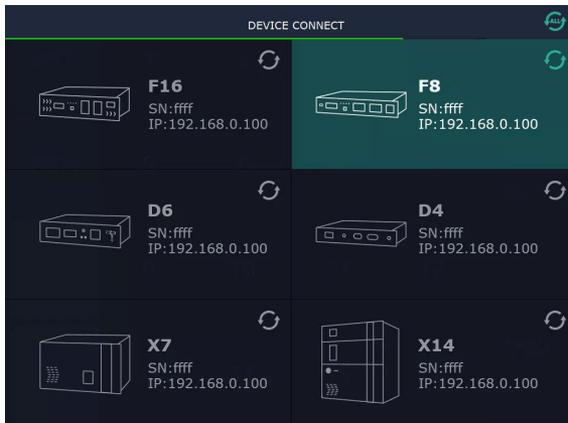 DEVICE CONNECT
ALL
F16
SN:ffff
IP:192.168.0.100
F8
SN:ffff
IP:192.168.0.100
D6
SN:ffff
IP:192.168.0.100
D4
SN:ffff
IP:192.168.0.100
X7
SN:ffff
IP:192.168.0.100
X14
SN:ffff
IP:192.168.0.100